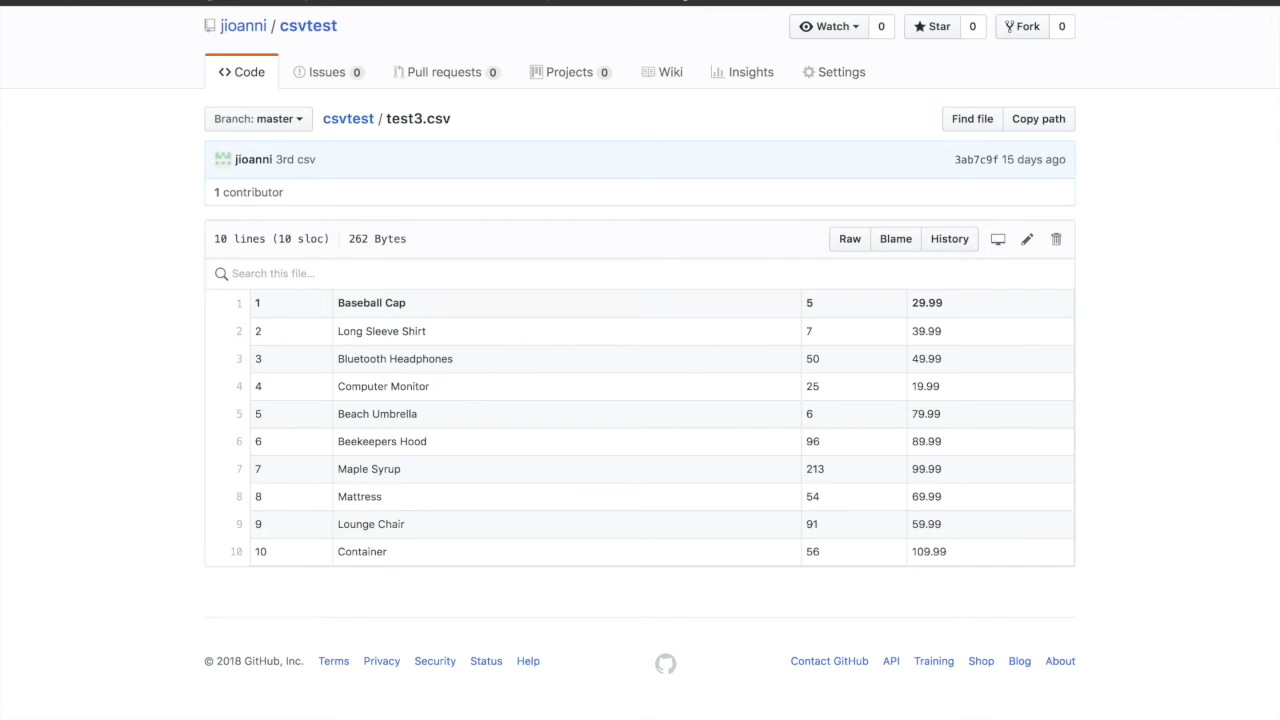 jioanni / csvtest Watch 0 Star 0 Fork 0
Code Issues 0 Pull requests 0 Projects 0 Wiki Insights Settings
Branch: master csvtest / test3.csv Find file Copy path
jioanni 3rd csv 3ab7c9f 15 days ago
1 contributor
10 lines (10 sloc) 262 Bytes Raw Blame History
Search this file...
1 1 Baseball Cap 5 29.99
2 2 Long Sleeve Shirt 7 39.99
3 3 Bluetooth Headphones 50 49.99
4 4 Computer Monitor 25 19.99
5 5 Beach Umbrella 6 79.99
6 6 Beekeepers Hood 96 89.99
7 7 Maple Syrup 213 99.99
8 8 Mattress 54 69.99
9 9 Lounge Chair 91 59.99
10 10 Container 56 109.99
© 2018 GitHub, Inc. Terms Privacy Security Status Help Contact GitHub API Training Shop Blog About